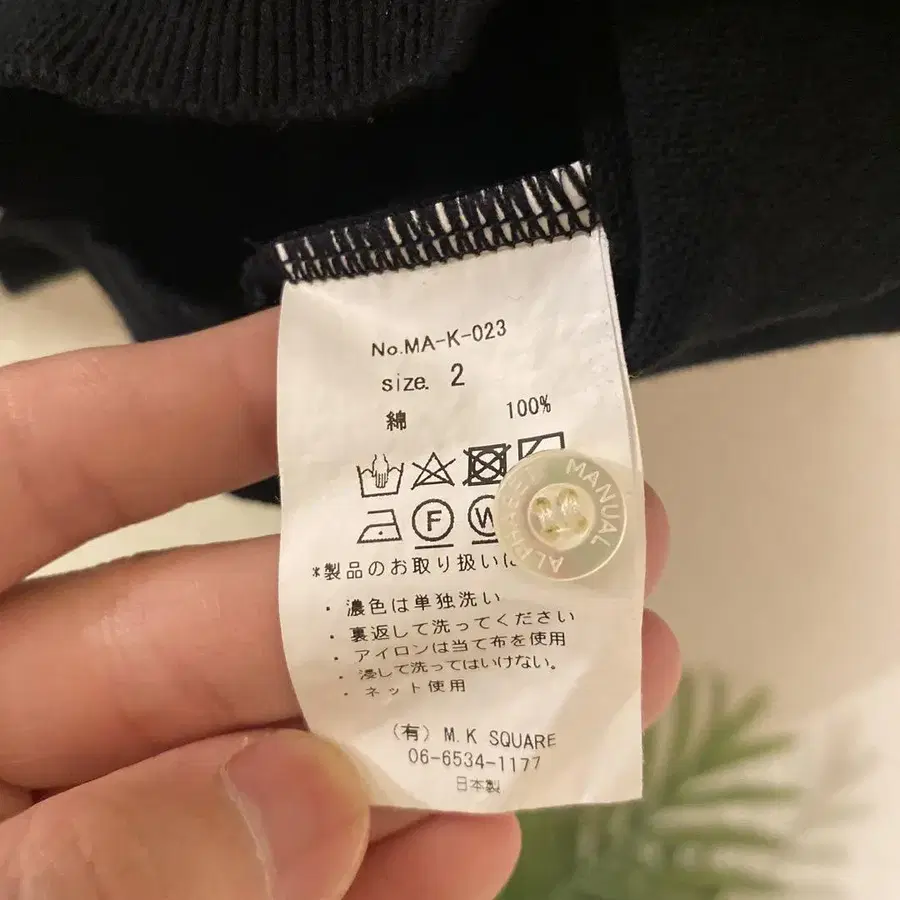 No.MA-K-023
size. 2
綿 100%
F W
MANUAL ALPHABET
*製品のお取り扱いは
・濃色は単独洗い
・裏返して洗ってください
・アイロンは当て布を使用
・浸して洗ってはいけない。
・ネット使用
(有) M.K SQUARE
06-6534-1177
日本製